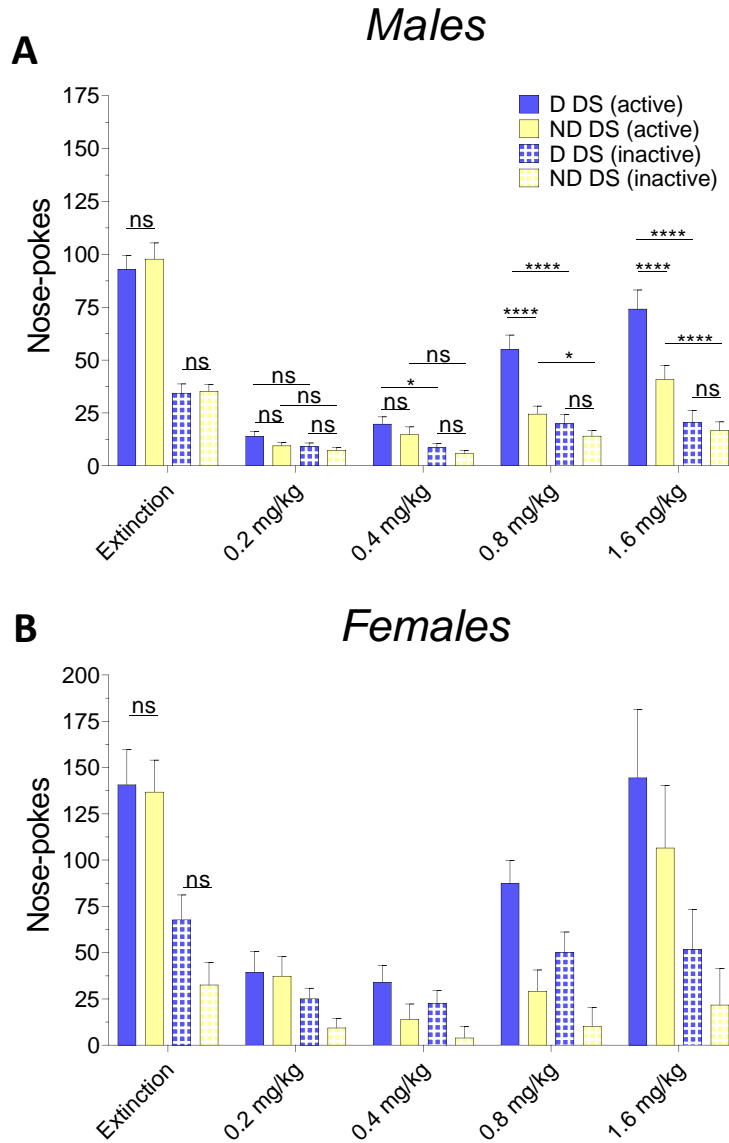 Males
A
175
150
125
100
75
50
25
0
Nose-pokes
D DS (active)
ND DS (active)
D DS (inactive)
ND DS (inactive)
ns
ns
ns
ns
ns
ns
ns
*
ns
ns
****
****
*
ns
****
****
****
ns
Extinction
0.2 mg/kg
0.4 mg/kg
0.8 mg/kg
1.6 mg/kg
B
Females
200
175
150
125
100
75
50
25
0
Nose-pokes
ns
ns
Extinction
0.2 mg/kg
0.4 mg/kg
0.8 mg/kg
1.6 mg/kg